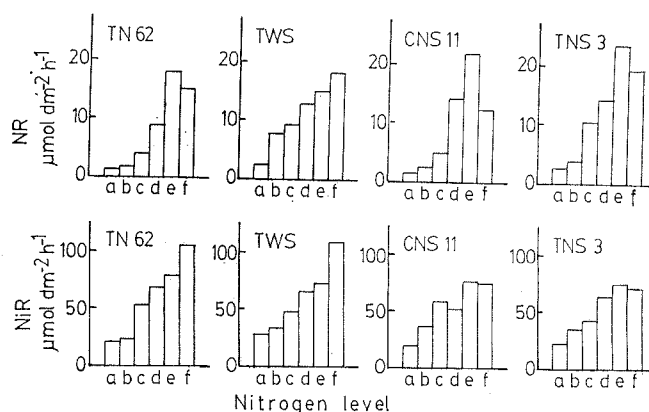 TN 62
TWS
CNS 11
TNS 3
NR
µmol dm⁻² h⁻¹
20
10
0
20
10
0
20
10
0
20
10
0
a b c d e f
a b c d e f
a b c d e f
a b c d e f
TN 62
TWS
CNS 11
TNS 3
NiR
µmol dm⁻² h⁻¹
100
50
0
100
50
0
100
50
0
100
50
0
a b c d e f
a b c d e f
a b c d e f
a b c d e f
Nitrogen level